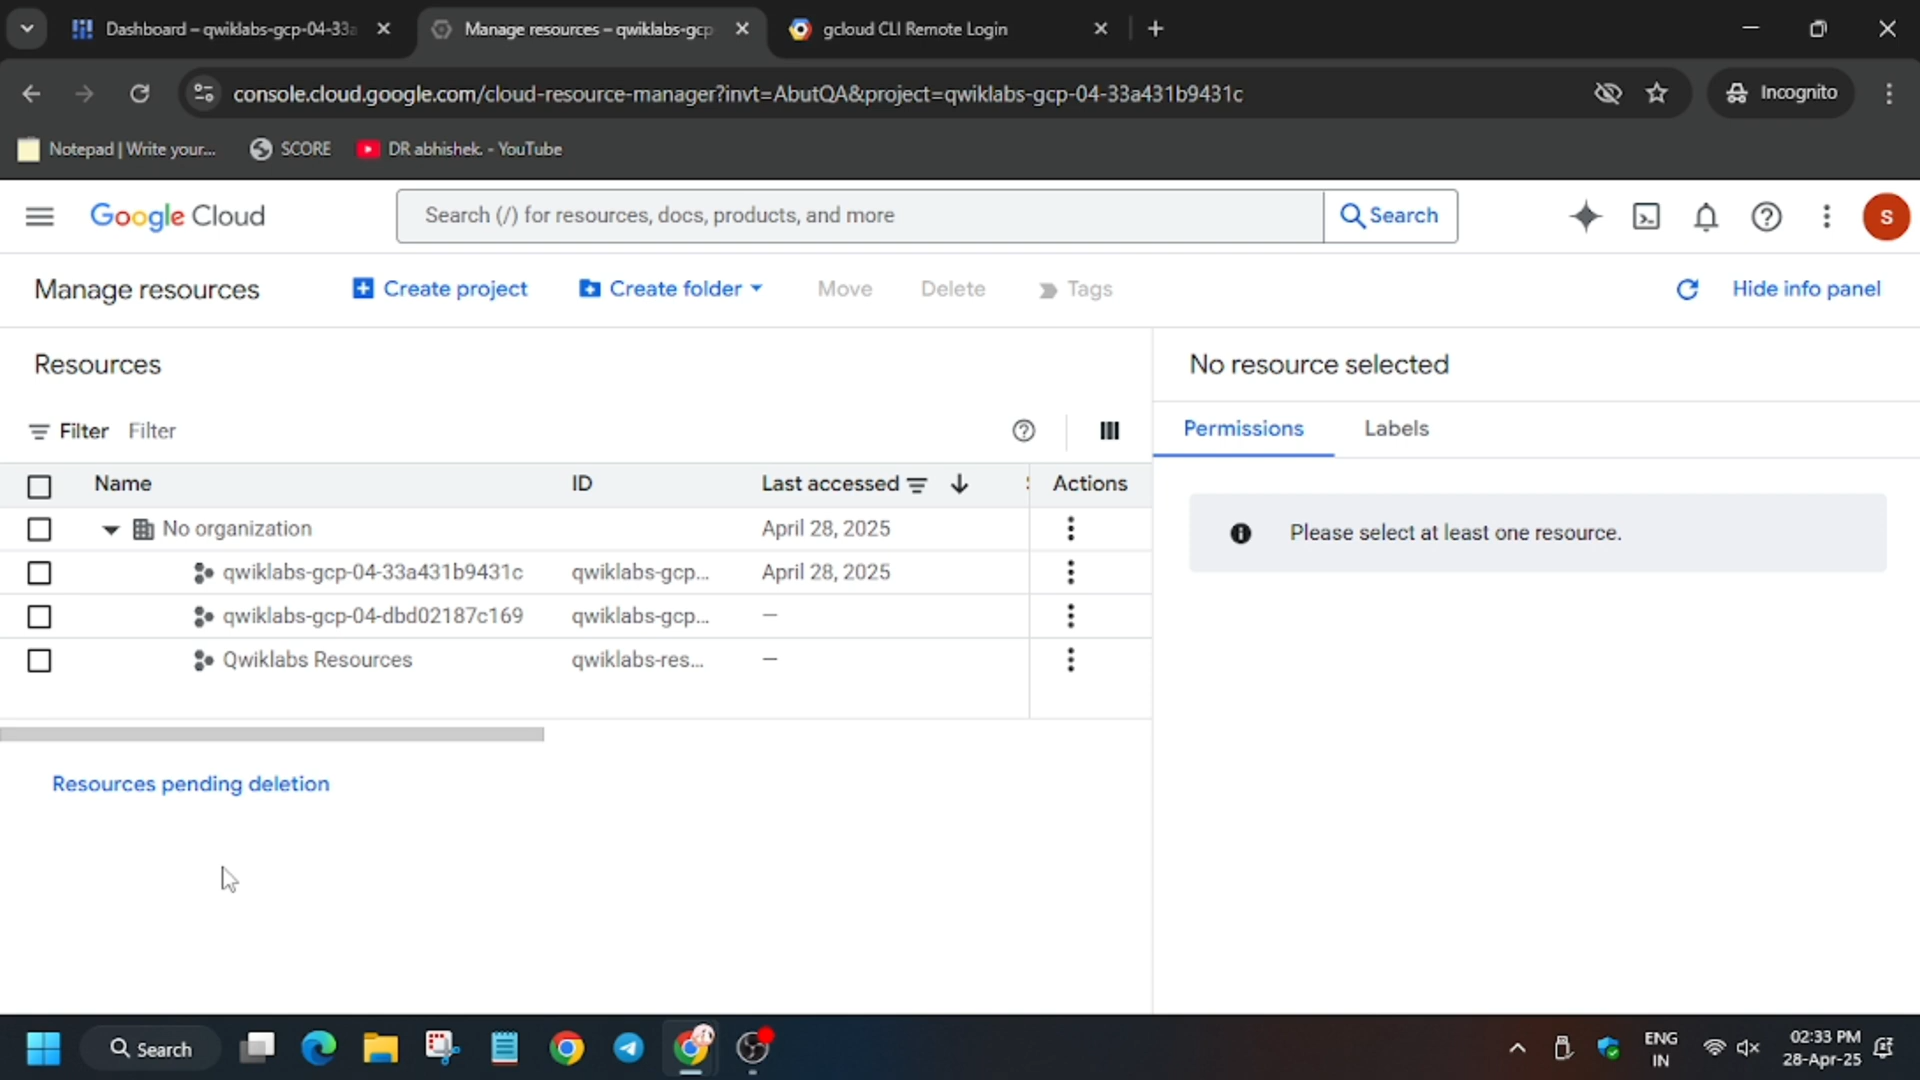 Dashboard – qwiklabs-gcp-04-33a
Manage resources – qwiklabs-gcp
gcloud CLI Remote Login
console.cloud.google.com/cloud-resource-manager?invt=AbutQA&project=qwiklabs-gcp-04-33a431b9431c
Incognito
Notepad | Write your...
SCORE
DR abhishek. - YouTube
Google Cloud
Search (/) for resources, docs, products, and more
Search
S
Manage resources
Create project
Create folder
Move
Delete
Tags
Hide info panel
Resources
No resource selected
Filter
Filter
Permissions
Labels
Name
ID
Last accessed
Actions
No organization
April 28, 2025
qwiklabs-gcp-04-33a431b9431c
qwiklabs-gcp...
April 28, 2025
qwiklabs-gcp-04-dbd02187c169
qwiklabs-gcp...
—
Qwiklabs Resources
qwiklabs-res...
—
Please select at least one resource.
Resources pending deletion
Search
ENG
IN
02:33 PM
28-Apr-25